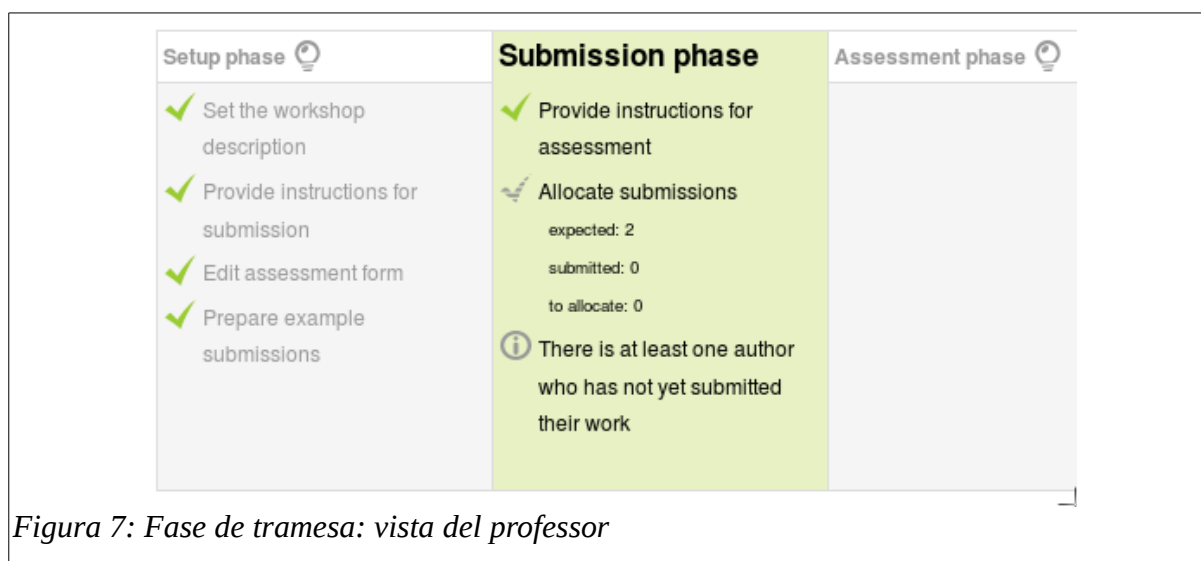 Setup phase
Submission phase
Assessment phase
Set the workshop
description
Provide instructions for
submission
Edit assessment form
Prepare example
submissions
Provide instructions for
assessment
Allocate submissions
expected: 2
submitted: 0
to allocate: 0
There is at least one author
who has not yet submitted
their work
Figura 7: Fase de tramesa: vista del professor